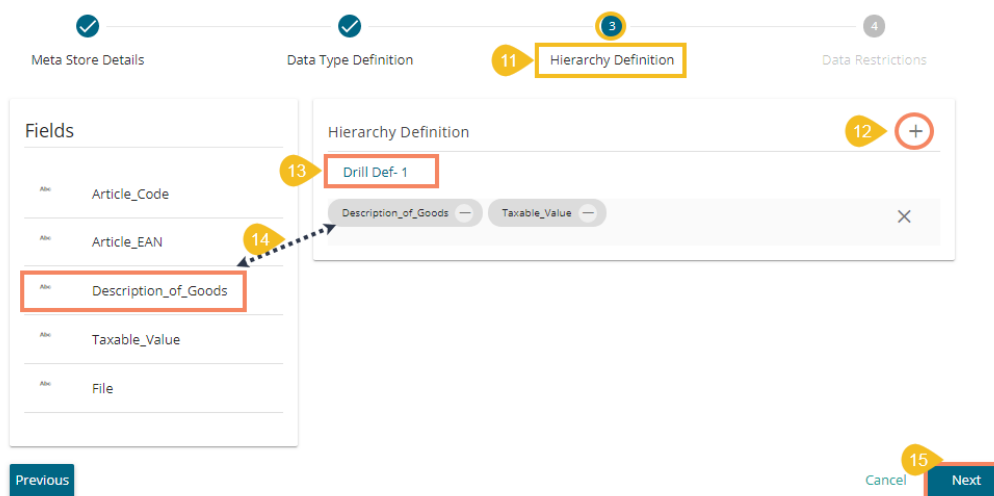 3
4
Meta Store Details
Data Type Definition
11
Hierarchy Definition
Data Restrictions
Fields
Hierarchy Definition
12
+
13
Drill Def- 1
Abc Article_Code
Description_of_Goods
Taxable_Value
14
Abc Article_EAN
Abc Description_of_Goods
Abc Taxable_Value
Abc File
15
Previous
Cancel
Next